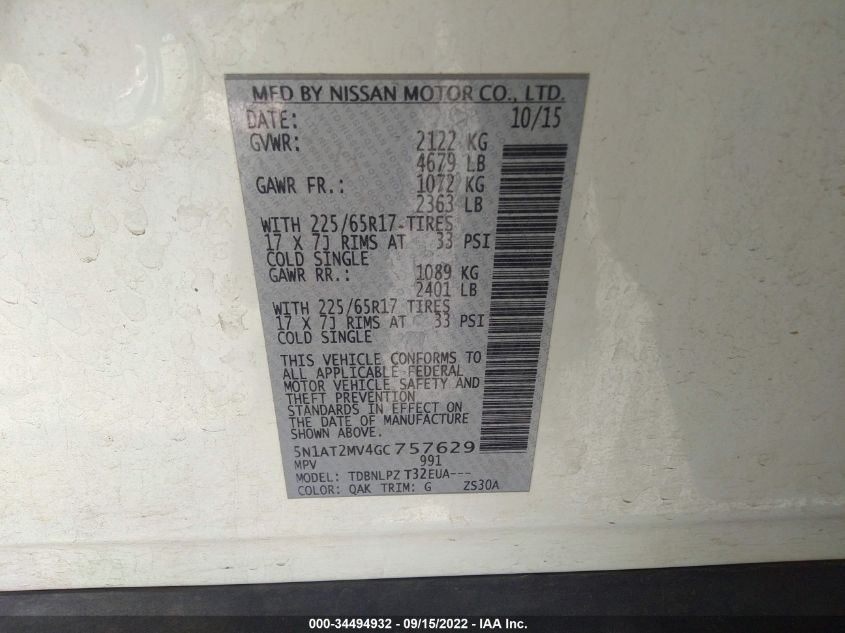 MFD BY NISSAN MOTOR CO., LTD.
DATE: 10/15
GVWR: 2122 KG
4679 LB
GAWR FR.: 1072 KG
2363 LB
WITH 225/65R17 TIRES
17 X 7J RIMS AT 33 PSI
COLD SINGLE
GAWR RR.: 1089 KG
2401 LB
WITH 225/65R17 TIRES
17 X 7J RIMS AT 33 PSI
COLD SINGLE
THIS VEHICLE CONFORMS TO
ALL APPLICABLE FEDERAL
MOTOR VEHICLE SAFETY AND
THEFT PREVENTION
STANDARDS IN EFFECT ON
THE DATE OF MANUFACTURE
SHOWN ABOVE.
5N1AT2MV4GC757629
MPV 991
MODEL: TDBNLPZ T32EUA---
COLOR: QAK TRIM: G ZS30A
000-34494932 - 09/15/2022 - IAA Inc.